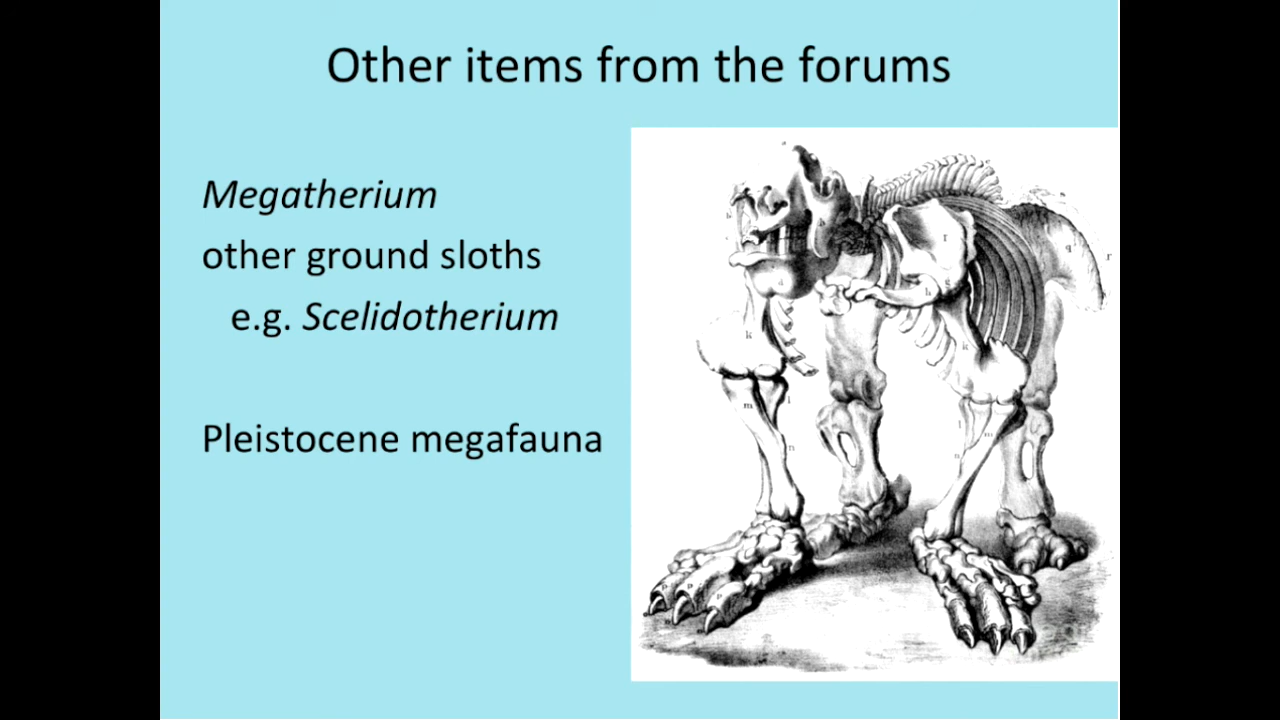 Other items from the forums
Megatherium
other ground sloths
e.g. Scelidotherium
Pleistocene megafauna